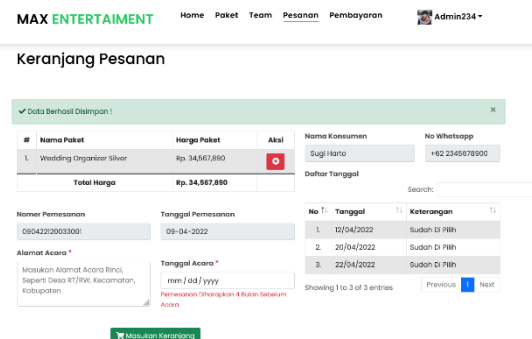 MAX ENTERTAIMENT
Home Paket Team Pesanan Pembayaran
Admin234
Keranjang Pesanan
Data Berhasil Disimpan !
×
# Nama Paket Harga Paket Aksi
1. Wedding Organizer Silver Rp. 34,567,890
Total Harga Rp. 34,567,890
Nomer Pemesanan Tanggal Pemesanan
090422120033001 09-04-2022
Alamat Acara *
Masukan Alamat Acara Rinci,
Seperti Desa RT/RW, Kecamatan,
Kabupaten
Tanggal Acara *
mm/dd/yyyy
Pemesanan Diharapkan 4 Bulan Sebelum
Acara
Masukan Keranjang
Nama Konsumen No Whatsapp
Sugi Harto +62 2345678900
Daftar Tanggal
Search:
No Tanggal Keterangan
1. 12/04/2022 Sudah Di Pilih
2. 20/04/2022 Sudah Di Pilih
3. 22/04/2022 Sudah Di Pilih
Showing 1 to 3 of 3 entries
Previous 1 Next